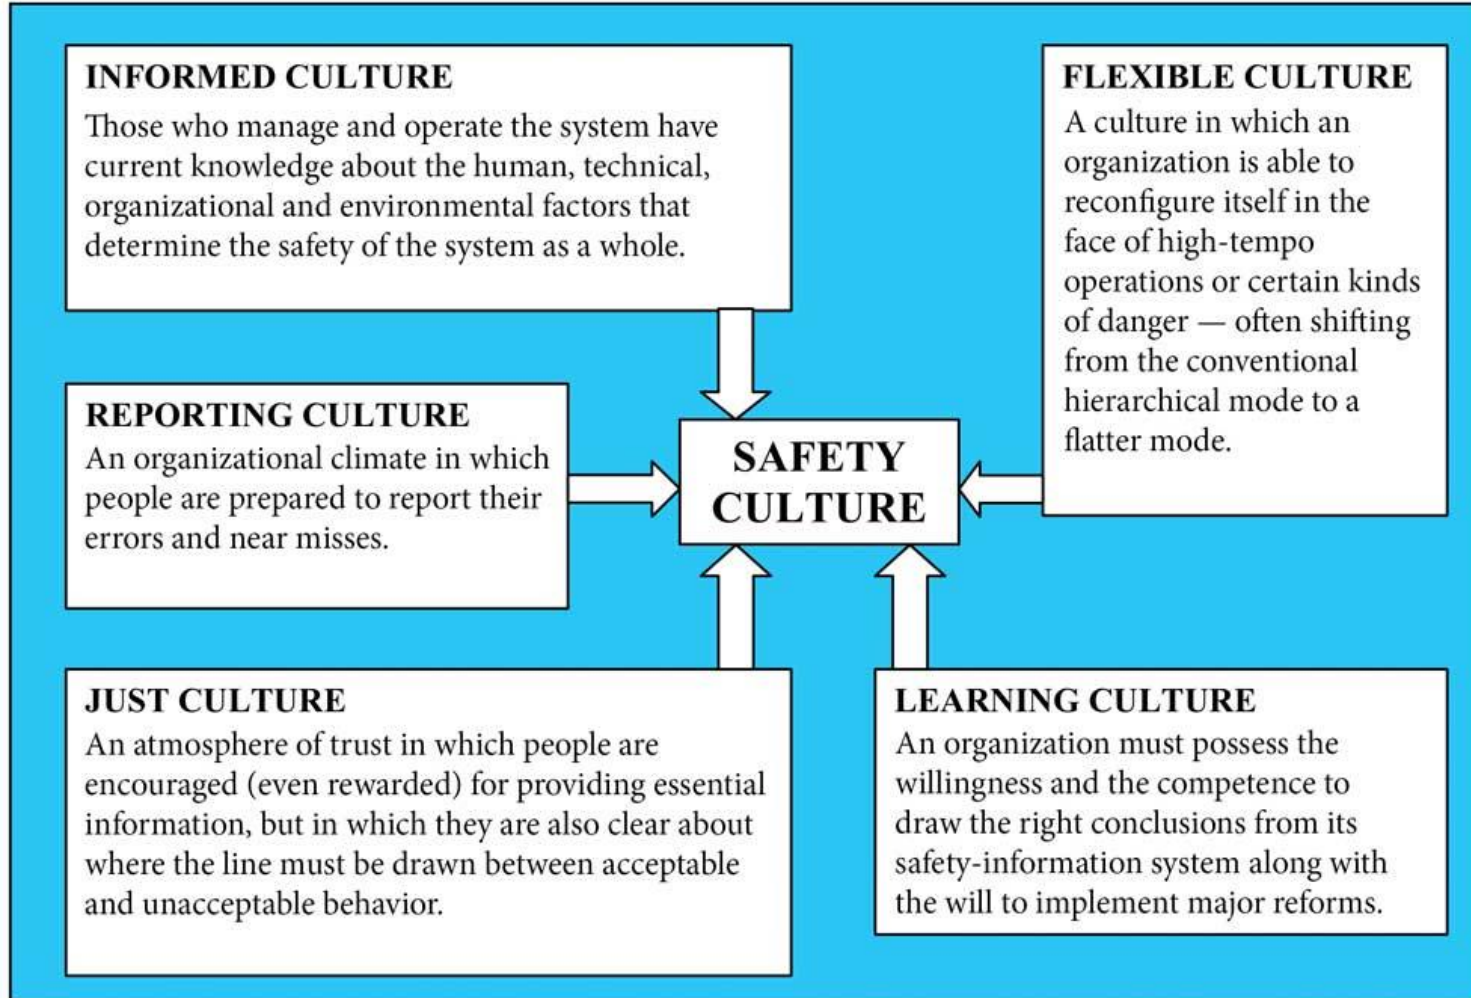 INFORMED CULTURE
Those who manage and operate the system have
current knowledge about the human, technical,
organizational and environmental factors that
determine the safety of the system as a whole.
REPORTING CULTURE
An organizational climate in which
people are prepared to report their
errors and near misses.
JUST CULTURE
An atmosphere of trust in which people are
encouraged (even rewarded) for providing essential
information, but in which they are also clear about
where the line must be drawn between acceptable
and unacceptable behavior.
SAFETY
CULTURE
FLEXIBLE CULTURE
A culture in which an
organization is able to
reconfigure itself in the
face of high-tempo
operations or certain kinds
of danger — often shifting
from the conventional
hierarchical mode to a
flatter mode.
LEARNING CULTURE
An organization must possess the
willingness and the competence to
draw the right conclusions from its
safety-information system along with
the will to implement major reforms.